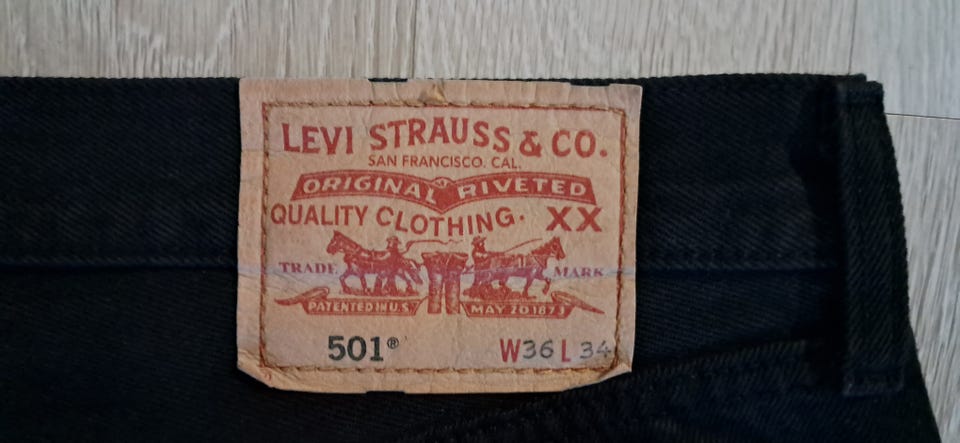 LEVI STRAUSS & CO.
SAN FRANCISCO. CAL.
ORIGINAL RIVETED
QUALITY CLOTHING. XX
TRADE MARK
PATENTED IN U.S. MAY 20 1873
501® W36 L 34